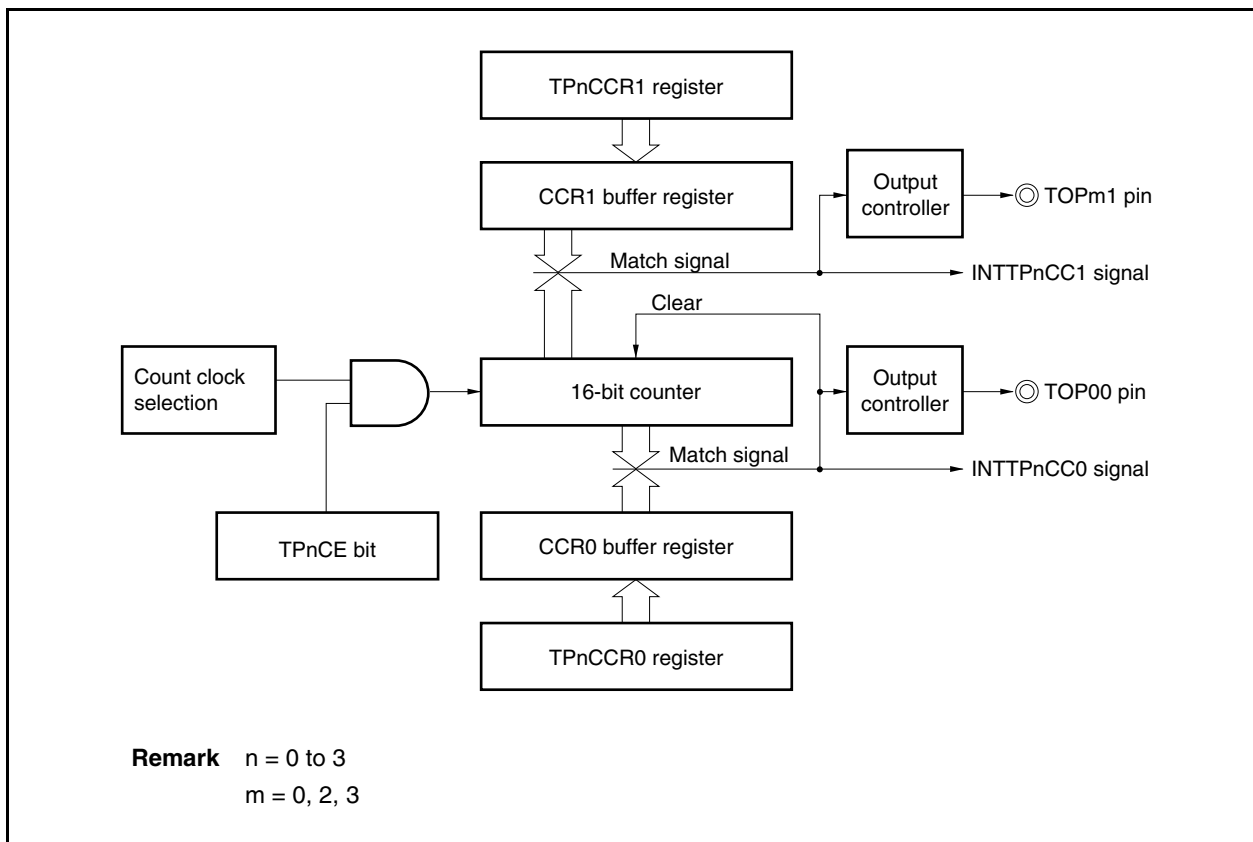 TPnCCR1 register
CCR1 buffer register
Output
controller
TOPm1 pin
Match signal
INTTPnCC1 signal
Clear
Count clock
selection
16-bit counter
Output
controller
TOP00 pin
Match signal
INTTPnCC0 signal
TPnCE bit
CCR0 buffer register
TPnCCR0 register
Remark n = 0 to 3
m = 0, 2, 3